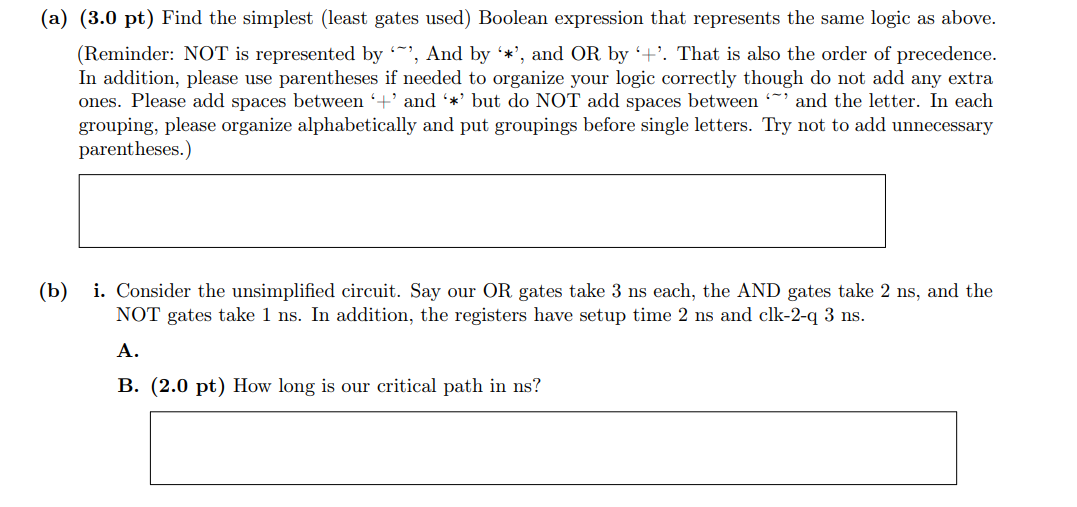 (a) (3.0 pt) Find the simplest (least gates used) Boolean expression that represents the same logic as above.
(Reminder: NOT is represented by ‘~’, And by ‘*’, and OR by ‘+’. That is also the order of precedence.
In addition, please use parentheses if needed to organize your logic correctly though do not add any extra
ones. Please add spaces between ‘+’ and ‘*’ but do NOT add spaces between ‘~’ and the letter. In each
grouping, please organize alphabetically and put groupings before single letters. Try not to add unnecessary
parentheses.)
(b) i. Consider the unsimplified circuit. Say our OR gates take 3 ns each, the AND gates take 2 ns, and the
NOT gates take 1 ns. In addition, the registers have setup time 2 ns and clk-2-q 3 ns.
A.
B. (2.0 pt) How long is our critical path in ns?